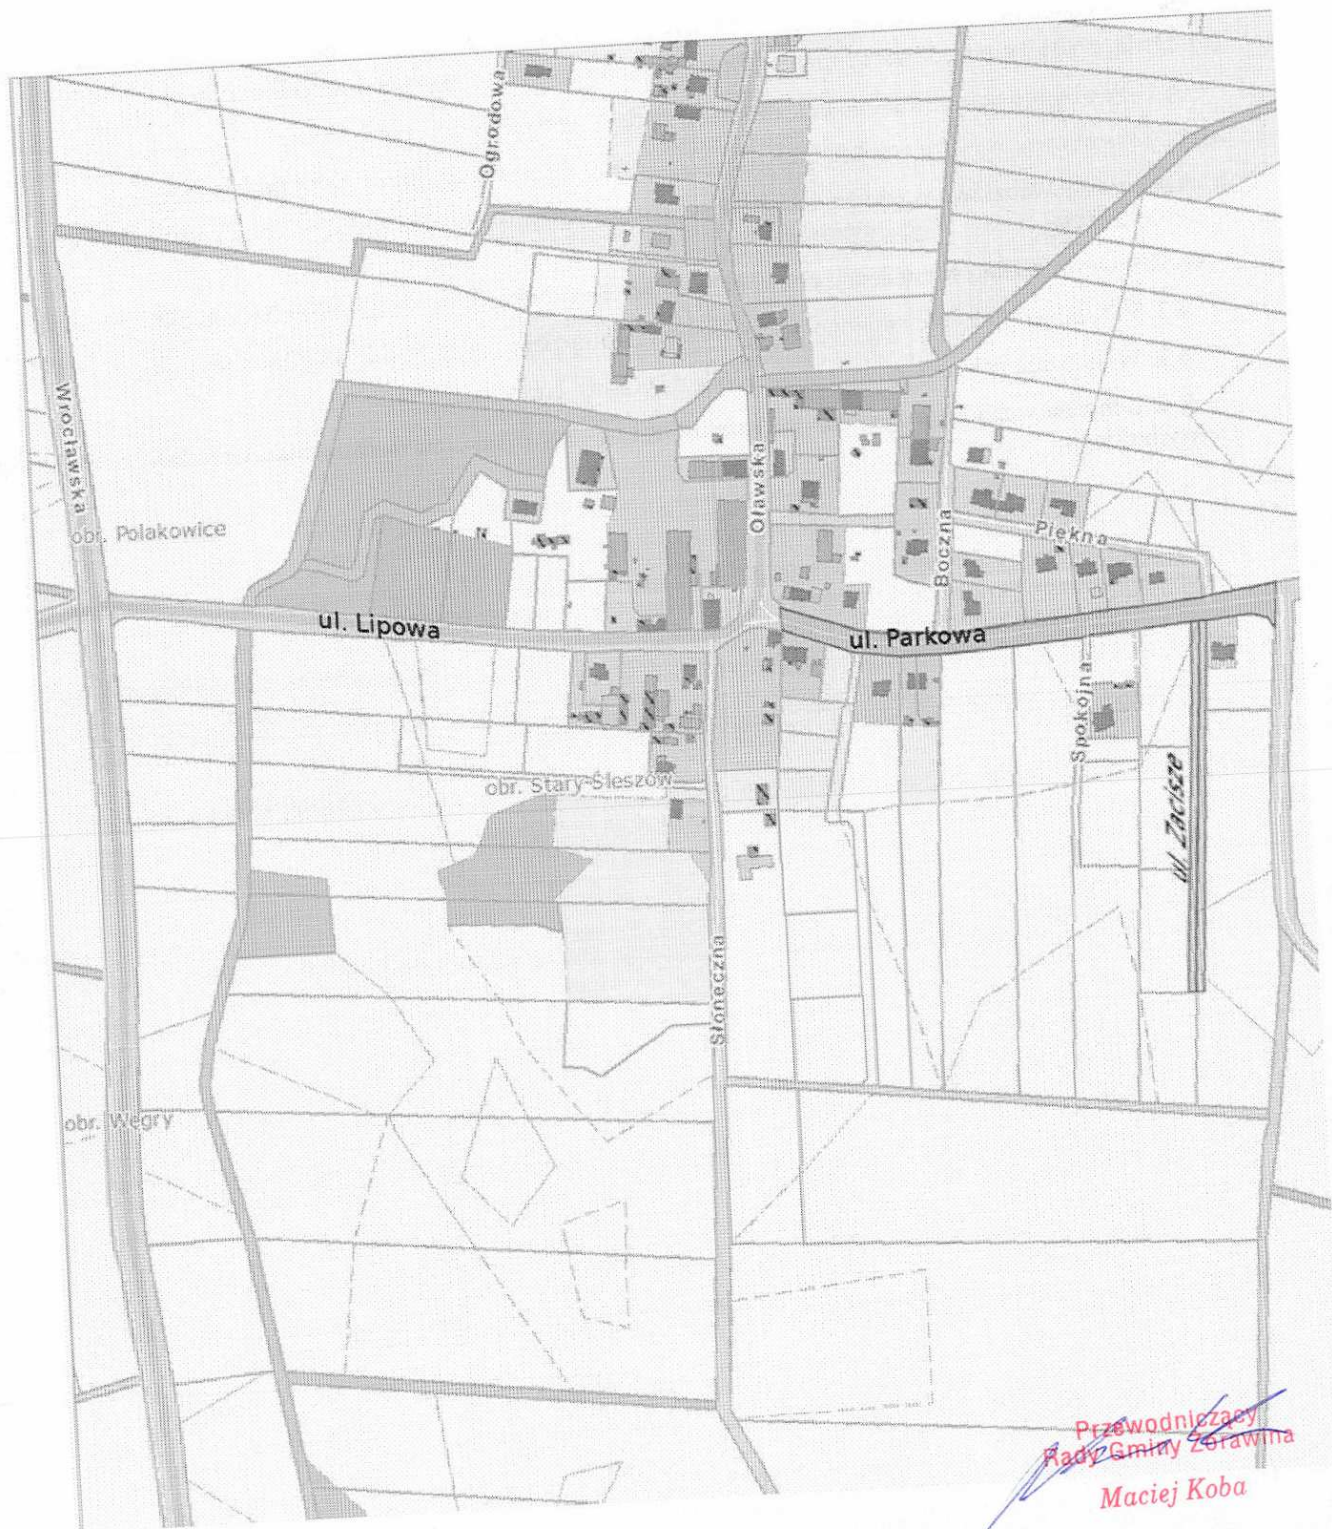 Ogrodowa
Wrocławska
Oławska
obr. Polakowice
Piękna
Boczna
ul. Lipowa
ul. Parkowa
Spokojna
ul. Zacisze
obr. Stary-Śleszów
Słoneczna
obr. Węgry
Przewodniczący
Rady Gminy Żórawina
Maciej Koba